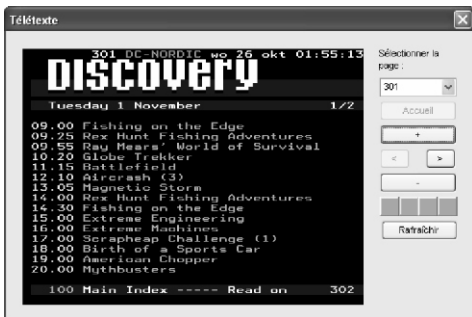 Télétexte
301 DC-NORDIC wo 26 okt 01:55:13
Discovery
Tuesday 1 November 1/2
09.00 Fishing on the Edge
09.25 Rex Hunt Fishing Adventures
09.55 Ray Mears' World of Survival
10.20 Globe Trekker
11.15 Battlefield
12.10 Aircrash (3)
13.05 Magnetic Storm
14.00 Rex Hunt Fishing Adventures
14.30 Fishing on the Edge
15.00 Extreme Engineering
16.00 Extreme Machines
17.00 Scrapheap Challenge (1)
18.00 Birth of a Sports Car
19.00 American Chopper
20.00 Mythbusters
100 Main Index ----- Read on 302
Sélectionner la
page :
301
Accueil
+
< >
-
Rafraîchir